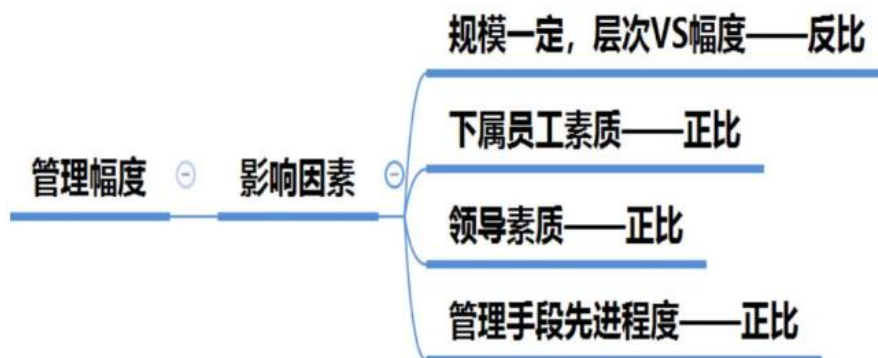 规模一定，层次VS幅度——反比
下属员工素质——正比
管理幅度
影响因素
领导素质——正比
管理手段先进程度——正比